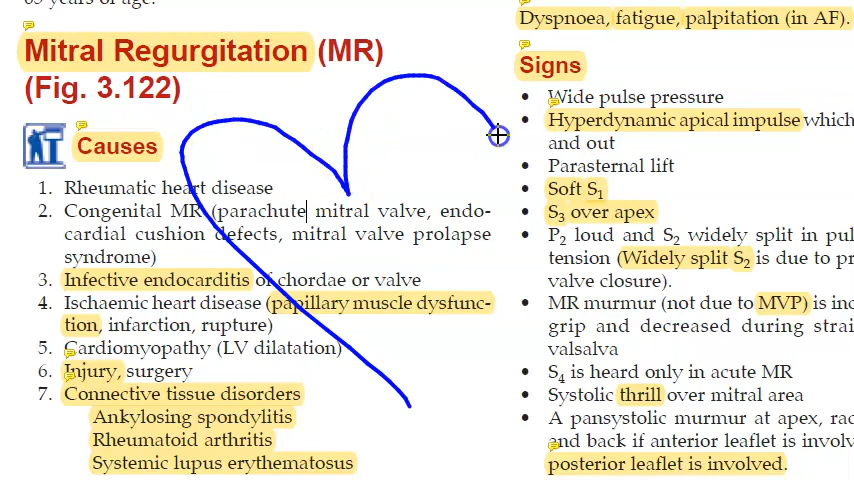 65 years of age.
Mitral Regurgitation (MR)
(Fig. 3.122)
Causes
1. Rheumatic heart disease
2. Congenital MR (parachute mitral valve, endo-
cardial cushion defects, mitral valve prolapse
syndrome)
3. Infective endocarditis of chordae or valve
4. Ischaemic heart disease (papillary muscle dysfunc-
tion, infarction, rupture)
5. Cardiomyopathy (LV dilatation)
6. Injury, surgery
7. Connective tissue disorders
Ankylosing spondylitis
Rheumatoid arthritis
Systemic lupus erythematosus
Dyspnoea, fatigue, palpitation (in AF).
Signs
• Wide pulse pressure
• Hyperdynamic apical impulse which
and out
• Parasternal lift
• Soft S₁
• S₃ over apex
• P₂ loud and S₂ widely split in pul
tension (Widely split S₂ is due to pr
valve closure).
• MR murmur (not due to MVP) is inc
grip and decreased during strai
valsalva
• S₄ is heard only in acute MR
• Systolic thrill over mitral area
• A pansystolic murmur at apex, rad
and back if anterior leaflet is involv
posterior leaflet is involved.